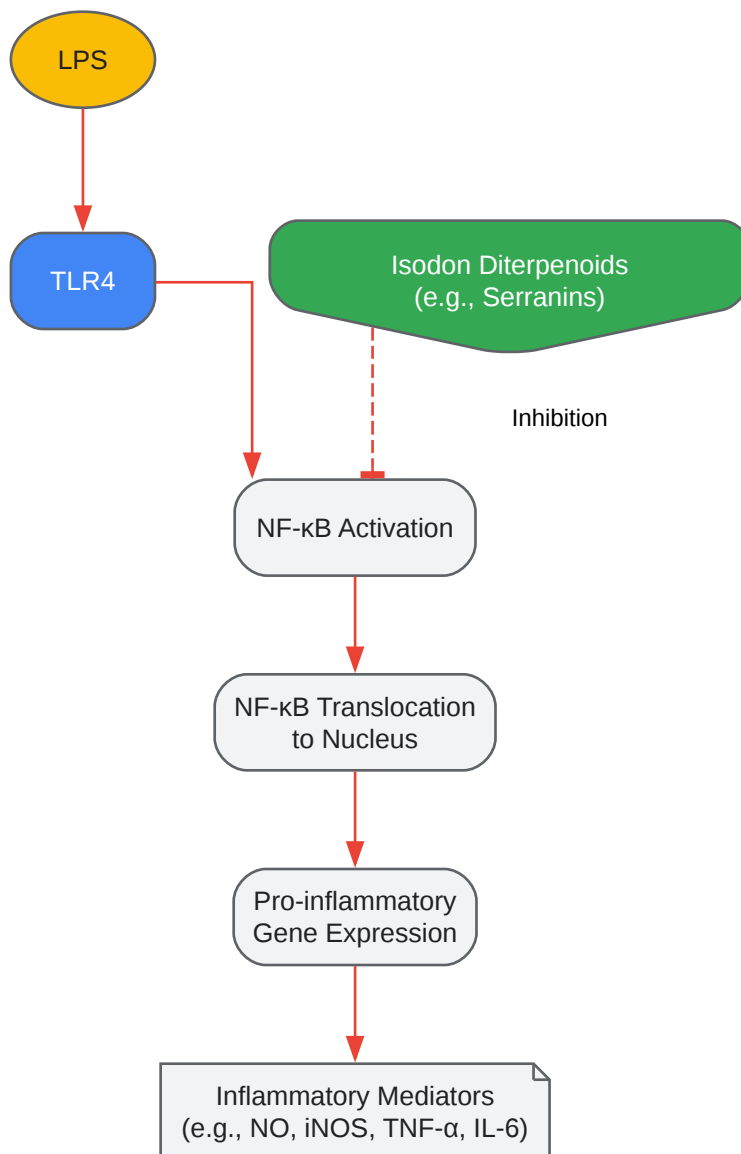 LPS
TLR4
Isodon Diterpenoids
(e.g., Serranins)
Inhibition
NF-κB Activation
NF-κB Translocation
to Nucleus
Pro-inflammatory
Gene Expression
Inflammatory Mediators
(e.g., NO, iNOS, TNF-α, IL-6)